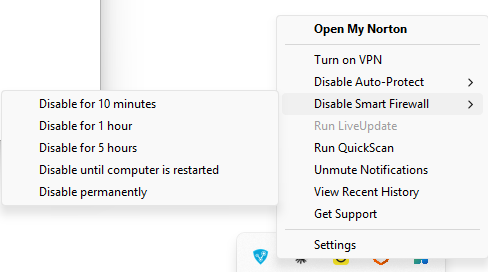 Open My Norton
Turn on VPN
Disable Auto-Protect
Disable Smart Firewall
Run LiveUpdate
Run QuickScan
Unmute Notifications
View Recent History
Get Support
Settings
Disable for 10 minutes
Disable for 1 hour
Disable for 5 hours
Disable until computer is restarted
Disable permanently